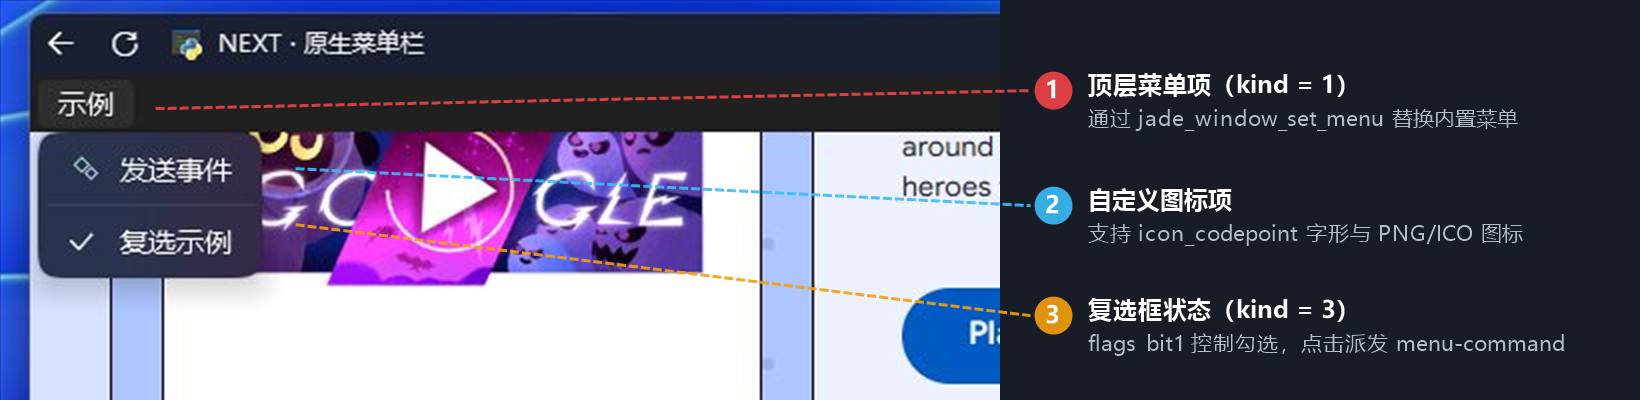 NEXT · 原生菜单栏
示例
发送事件
复选示例
GOOGLE
around
heroes
Pla
1
顶层菜单项（kind = 1）
通过 jade_window_set_menu 替换内置菜单
2
自定义图标项
支持 icon_codepoint 字形与 PNG/ICO 图标
3
复选框状态（kind = 3）
flags bit1 控制勾选，点击派发 menu-command